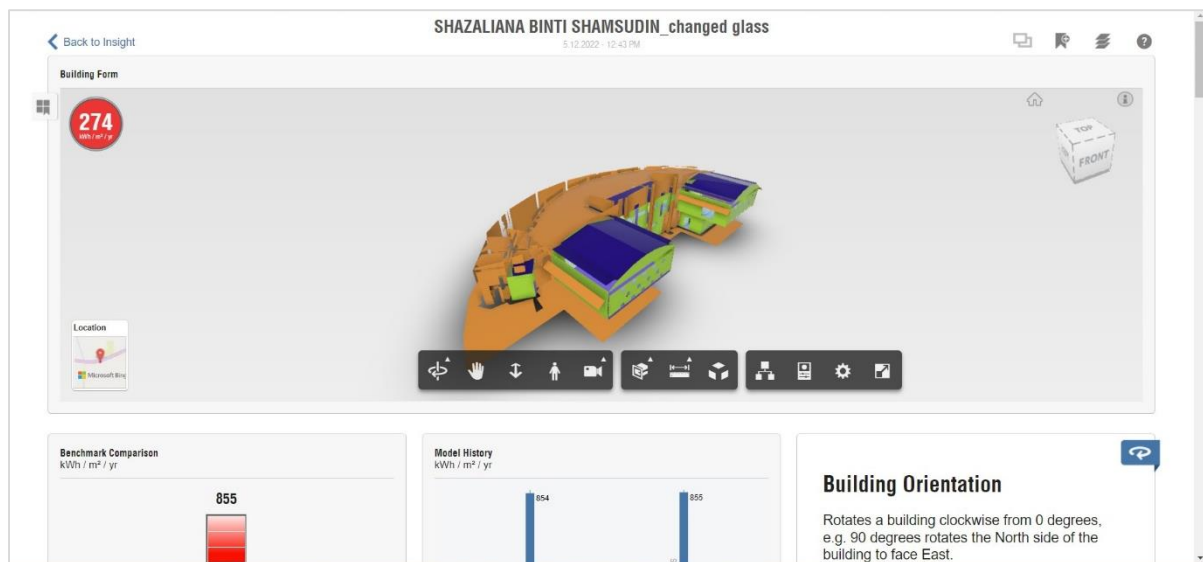 SHAZALIANA BINTI SHAMSUDIN_changed glass
Back to Insight
5.12.2022 - 12:43 PM
Building Form
274
kWh / m² / yr
TOP
FRONT
Location
Microsoft Bing
Benchmark Comparison
kWh / m² / yr
855
Model History
kWh / m² / yr
854
855
Building Orientation
Rotates a building clockwise from 0 degrees,
e.g. 90 degrees rotates the North side of the
building to face East.